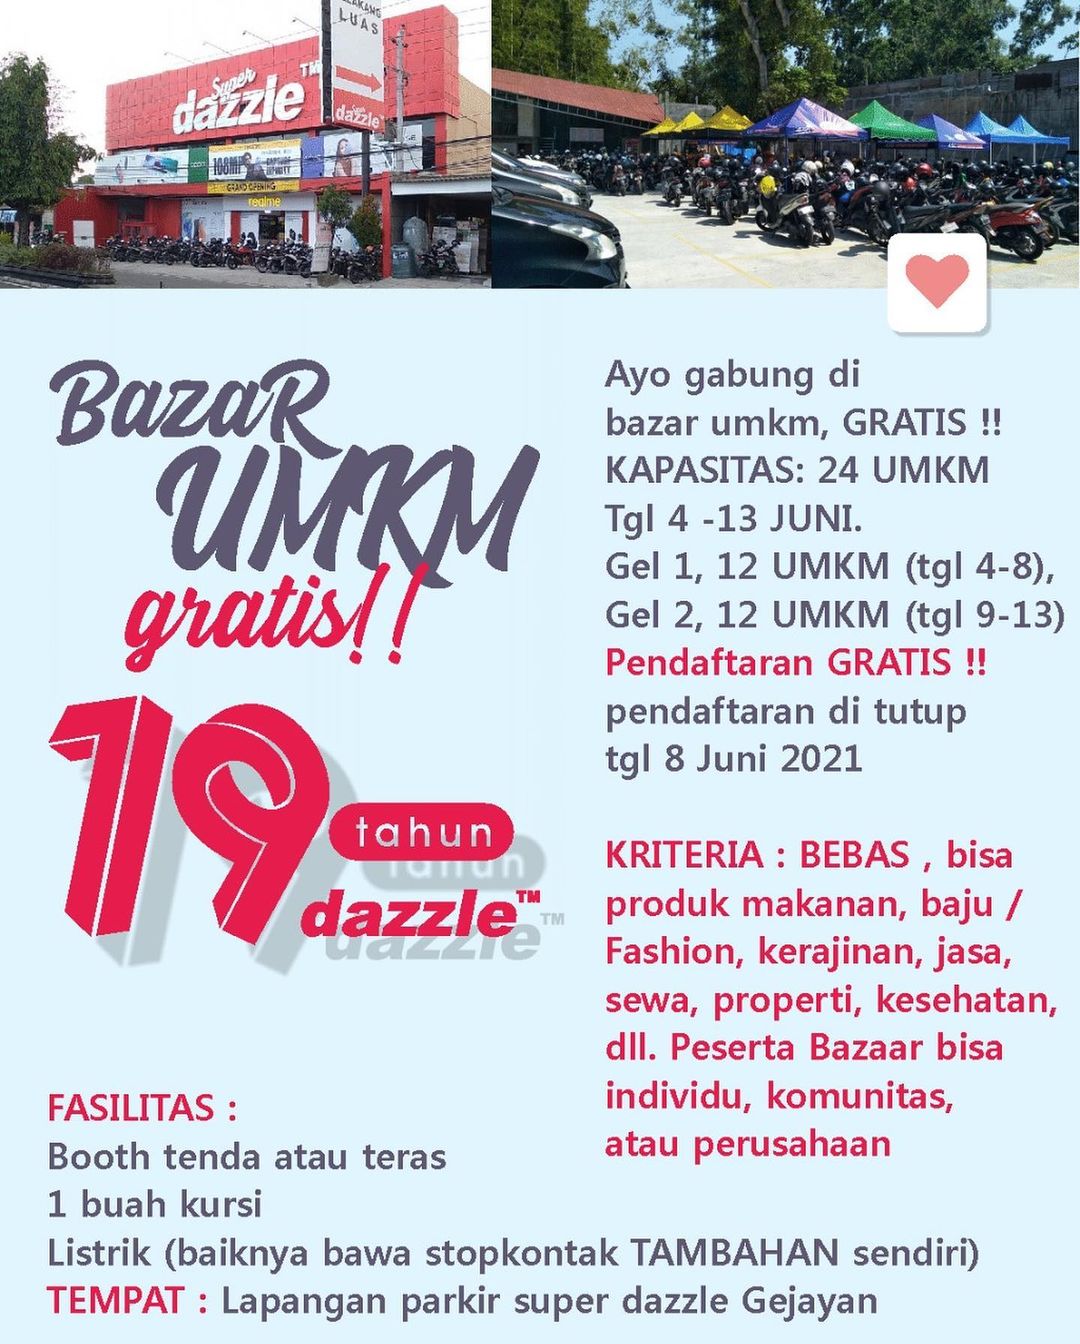 LUAS
Super
dazzle™
Super
dazzle
GRAND OPENING
realme
BazaR
UMKM
gratis!!
19
tahun
dazzle™
Ayo gabung di
bazar umkm, GRATIS !!
KAPASITAS: 24 UMKM
Tgl 4 -13 JUNI.
Gel 1, 12 UMKM (tgl 4-8),
Gel 2, 12 UMKM (tgl 9-13)
Pendaftaran GRATIS !!
pendaftaran di tutup
tgl 8 Juni 2021
KRITERIA : BEBAS , bisa
produk makanan, baju /
Fashion, kerajinan, jasa,
sewa, properti, kesehatan,
dll. Peserta Bazaar bisa
individu, komunitas,
atau perusahaan
FASILITAS :
Booth tenda atau teras
1 buah kursi
Listrik (baiknya bawa stopkontak TAMBAHAN sendiri)
TEMPAT : Lapangan parkir super dazzle Gejayan